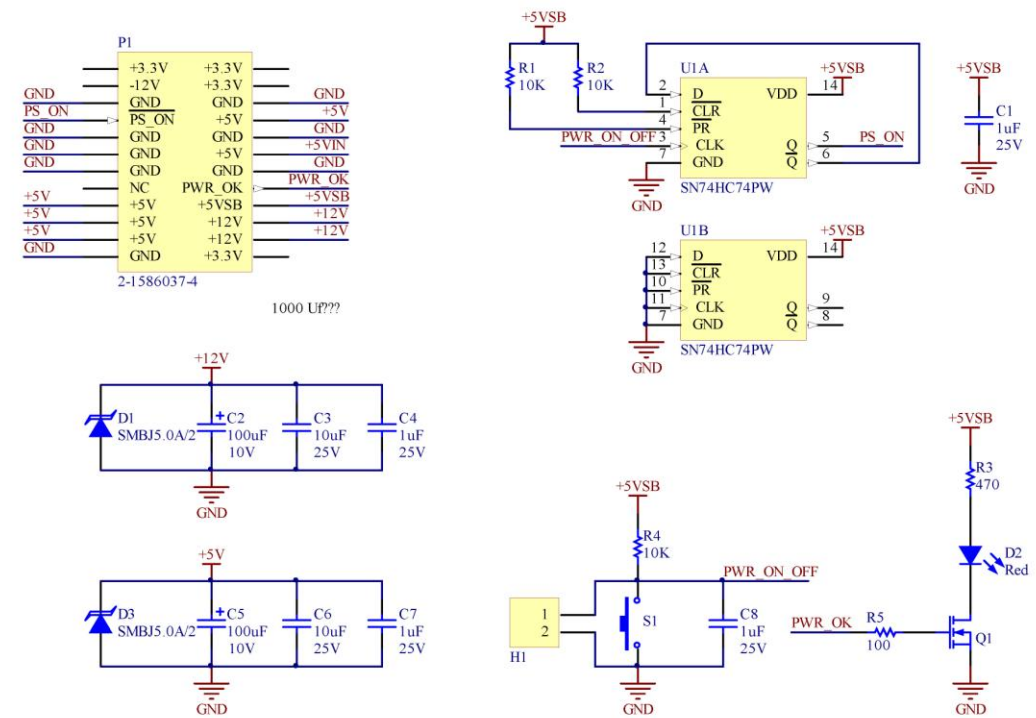 P1
+3.3V
-12V
GND
PS_ON
GND
GND
GND
NC
+5V
+5V
+5V
GND
+3.3V
+3.3V
GND
+5V
GND
+5V
GND
PWR_OK
+5VSB
+12V
+12V
+3.3V
GND
PS_ON
GND
GND
GND
+5V
+5V
+5V
GND
GND
+5V
GND
+5VIN
GND
PWR_OK
+5VSB
+12V
+12V
2-1586037-4
1000 Uf???
+5VSB
R1
10K
R2
10K
PWR_ON_OFF
GND
U1A
2 D
1 CLR
4 PR
3 CLK
7 GND
VDD 14
Q 5
Q 6
SN74HC74PW
+5VSB
PS_ON
+5VSB
C1
1uF
25V
GND
U1B
12 D
13 CLR
10 PR
11 CLK
7 GND
VDD 14
Q 9
Q 8
SN74HC74PW
+5VSB
GND
+12V
D1
SMBJ5.0A/2
+ C2
100uF
10V
C3
10uF
25V
C4
1uF
25V
GND
+5V
D3
SMBJ5.0A/2
+ C5
100uF
10V
C6
10uF
25V
C7
1uF
25V
GND
+5VSB
R4
10K
PWR_ON_OFF
1
2
H1
S1
C8
1uF
25V
GND
+5VSB
R3
470
D2
Red
PWR_OK
R5
100
Q1
GND